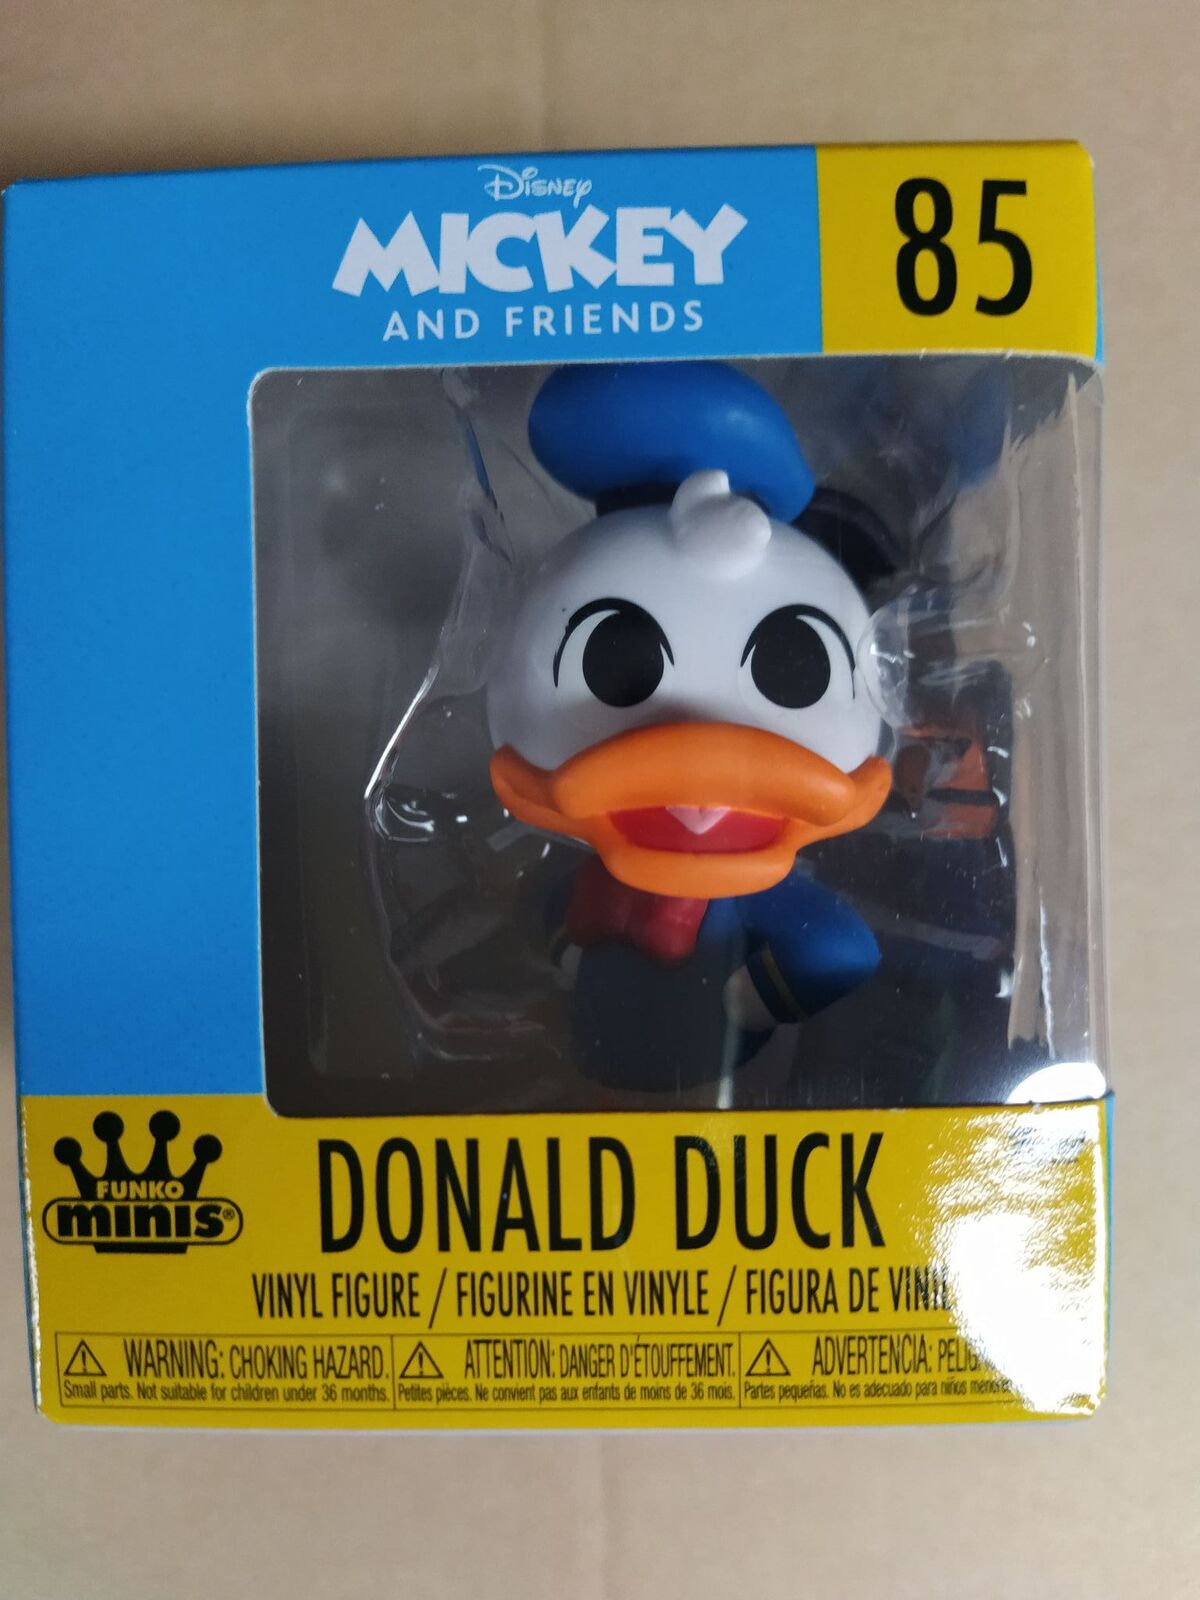 Disney
MICKEY
AND FRIENDS
85
FUNKO
minis®
DONALD DUCK
VINYL FIGURE / FIGURINE EN VINYLE / FIGURA DE
WARNING: CHOKING HAZARD.
Small parts. Not suitable for children under 36 months.
ATTENTION: DANGER D'ÉTOUFFEMENT.
Petites pièces. Ne convient pas aux enfants de moins de 36 mois.
ADVERTENCIA:
Partes pequeñas. No es adecuado para niños